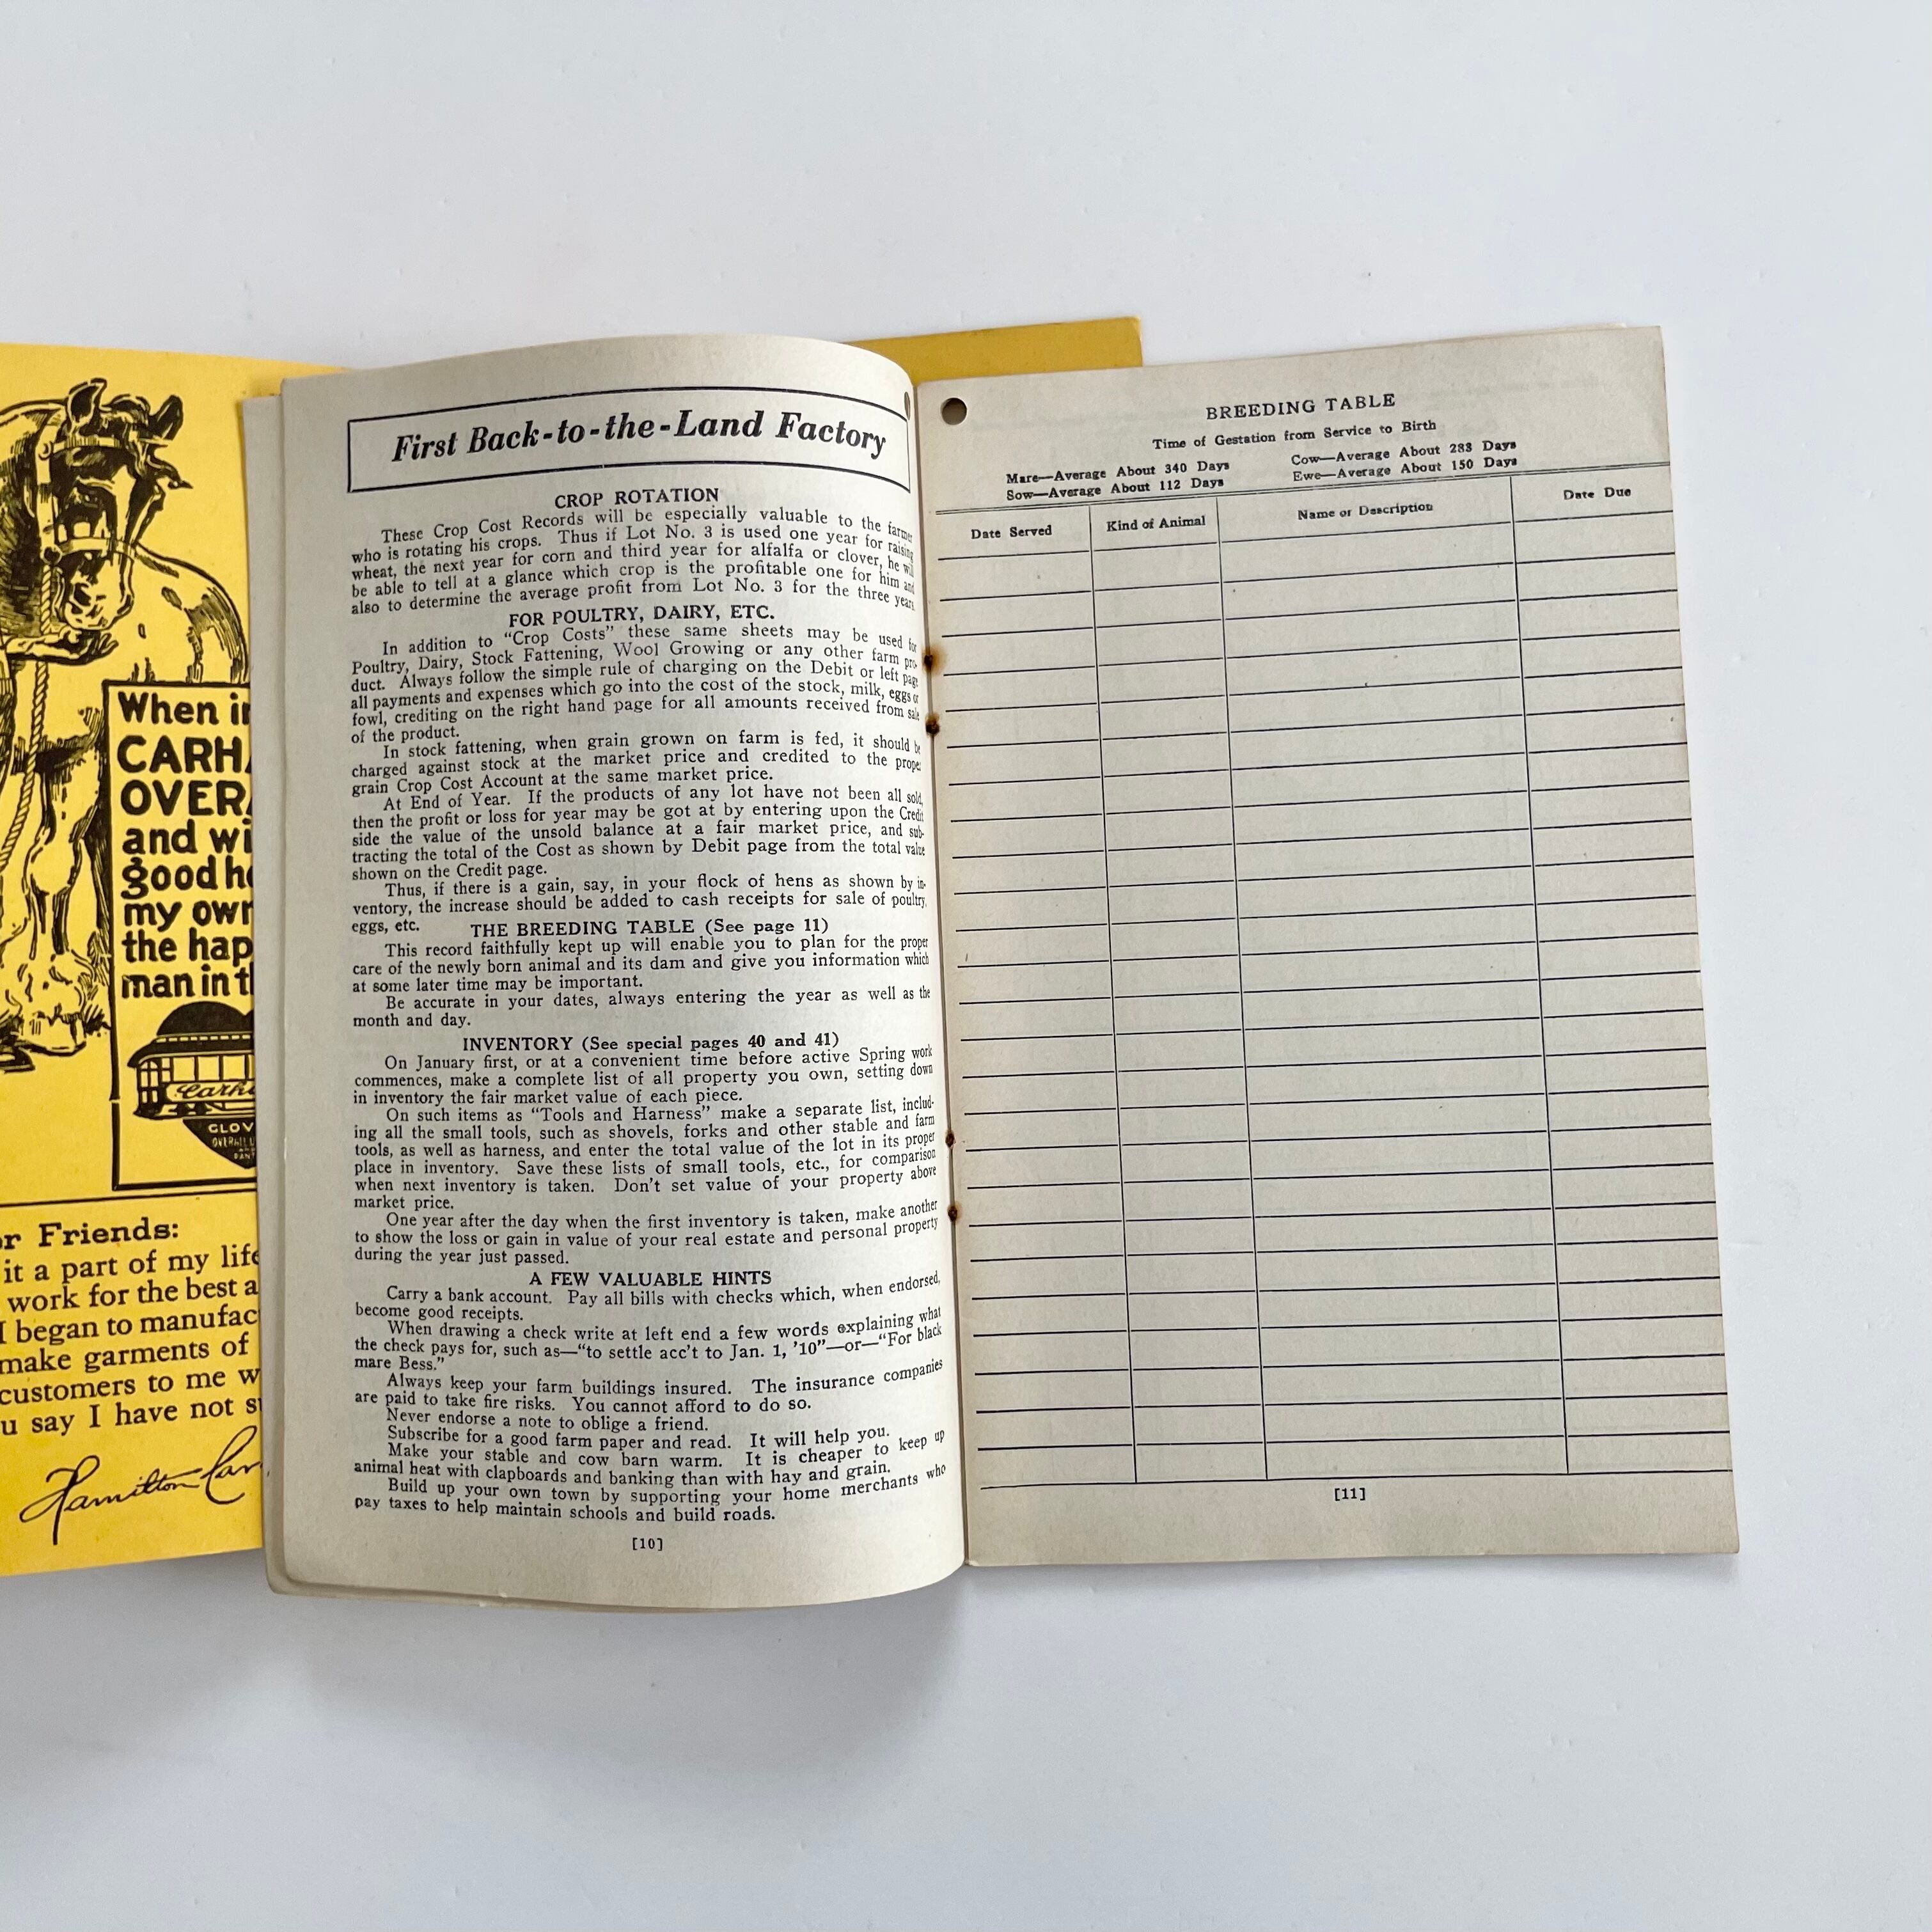 When in
CARHA
OVER
and wi
good he
my own
the hap
man in t
Carh
GLOV
OVERALL
PANT
r Friends:
it a part of my life
work for the best a
I began to manufac
make garments of
customers to me w
u say I have not s
Hamilton Car
First Back-to-the-Land Factory
CROP ROTATION
These Crop Cost Records will be especially valuable to the farmer
who is rotating his crops. Thus if Lot No. 3 is used one year for raising
wheat, the next year for corn and third year for alfalfa or clover, he will
be able to tell at a glance which crop is the profitable one for him and
also to determine the average profit from Lot No. 3 for the three years.
FOR POULTRY, DAIRY, ETC.
In addition to "Crop Costs" these same sheets may be used for
Poultry, Dairy, Stock Fattening, Wool Growing or any other farm pro-
duct. Always follow the simple rule of charging on the Debit or left page
all payments and expenses which go into the cost of the stock, milk, eggs or
fowl, crediting on the right hand page for all amounts received from sale
of the product.
In stock fattening, when grain grown on farm is fed, it should be
charged against stock at the market price and credited to the proper
grain Crop Cost Account at the same market price.
At End of Year. If the products of any lot have not been all sold,
then the profit or loss for year may be got at by entering upon the Credit
side the value of the unsold balance at a fair market price, and sub-
tracting the total of the Cost as shown by Debit page from the total value
shown on the Credit page.
Thus, if there is a gain, say, in your flock of hens as shown by in-
ventory, the increase should be added to cash receipts for sale of poultry,
eggs, etc. THE BREEDING TABLE (See page 11)
This record faithfully kept up will enable you to plan for the proper
care of the newly born animal and its dam and give you information which
at some later time may be important.
Be accurate in your dates, always entering the year as well as the
month and day.
INVENTORY (See special pages 40 and 41)
On January first, or at a convenient time before active Spring work
commences, make a complete list of all property you own, setting down
in inventory the fair market value of each piece.
On such items as "Tools and Harness" make a separate list, includ-
ing all the small tools, such as shovels, forks and other stable and farm
tools, as well as harness, and enter the total value of the lot in its proper
place in inventory. Save these lists of small tools, etc., for comparison
when next inventory is taken. Don't set value of your property above
market price.
One year after the day when the first inventory is taken, make another
to show the loss or gain in value of your real estate and personal property
during the year just passed.
A FEW VALUABLE HINTS
Carry a bank account. Pay all bills with checks which, when endorsed,
become good receipts.
When drawing a check write at left end a few words explaining what
the check pays for, such as—"to settle acc't to Jan. 1, '10"—or—"For black
mare Bess."
Always keep your farm buildings insured. The insurance companies
are paid to take fire risks. You cannot afford to do so.
Never endorse a note to oblige a friend.
Subscribe for a good farm paper and read. It will help you.
Make your stable and cow barn warm. It is cheaper to keep up
animal heat with clapboards and banking than with hay and grain.
Build up your own town by supporting your home merchants who
pay taxes to help maintain schools and build roads.
[10]
BREEDING TABLE
Time of Gestation from Service to Birth
Mare—Average About 340 Days Cow—Average About 283 Days
Sow—Average About 112 Days Ewe—Average About 150 Days
Date Served Kind of Animal Name or Description Date Due
[11]